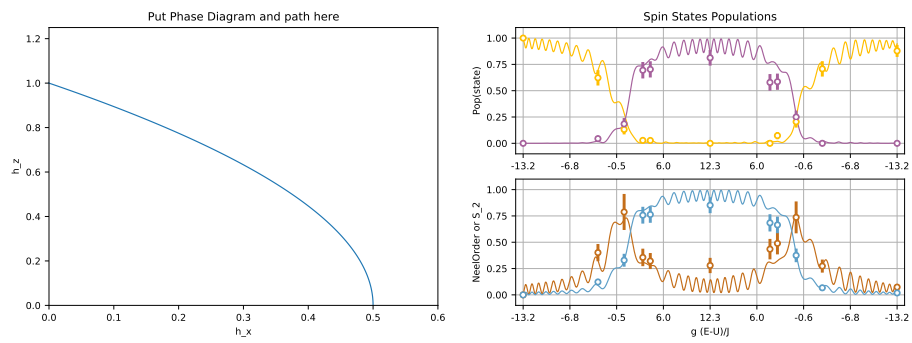 Put Phase Diagram and path here
1.2
1.0
0.8
0.6
0.4
0.2
0.0
h_z
0.0 0.1 0.2 0.3 0.4 0.5 0.6
h_x
Spin States Populations
1.00
0.75
0.50
0.25
0.00
Pop(state)
-13.2 -6.8 -0.5 6.0 12.3 6.0 -0.6 -6.8 -13.2
1.00
0.75
0.50
0.25
0.00
NeelOrder or S_2
-13.2 -6.8 -0.5 6.0 12.3 6.0 -0.6 -6.8 -13.2
g (E-U)/J